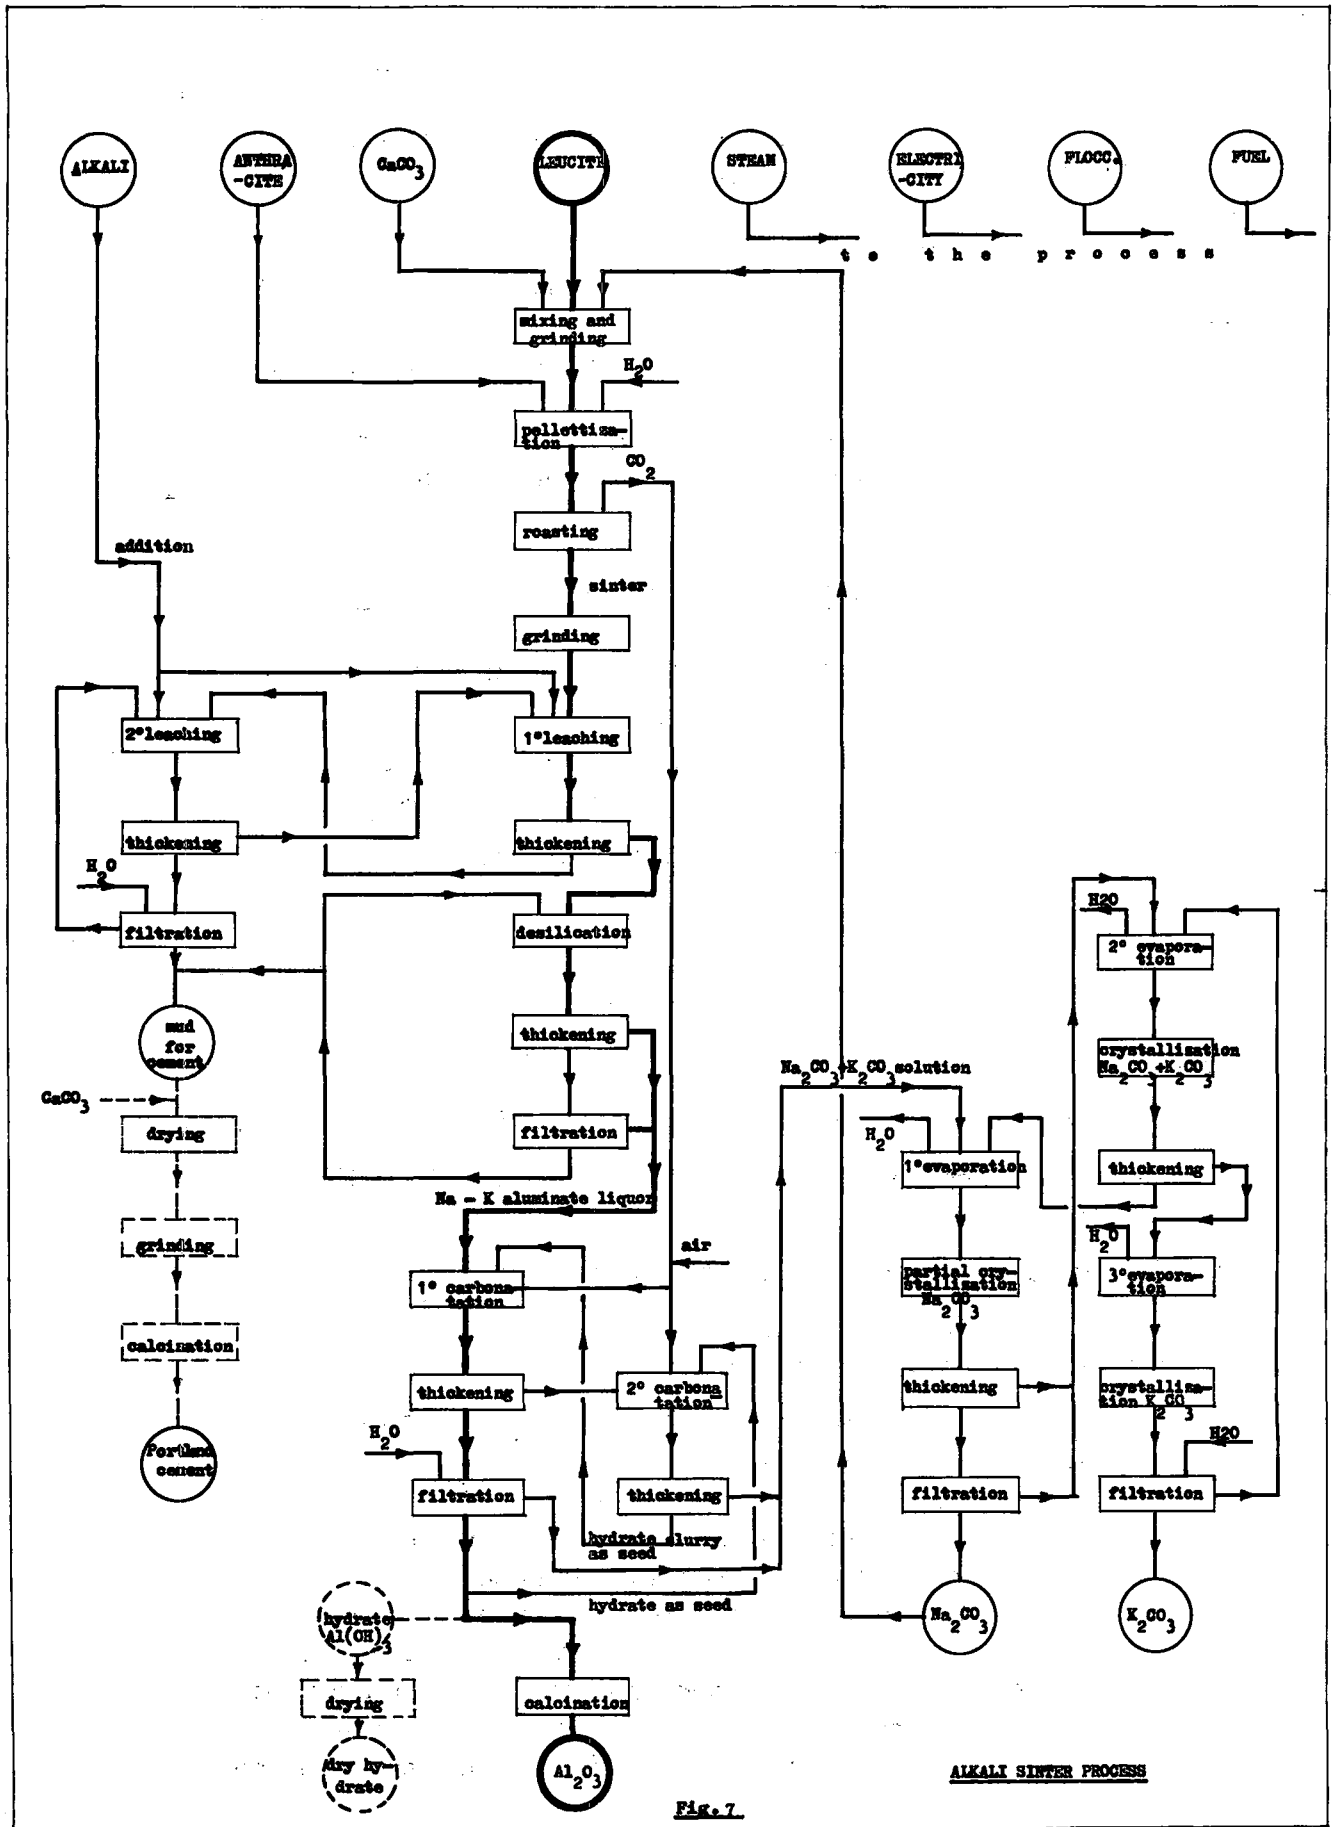 ALKALI
ANTHRA
-CITE
CaCO3
LEUCITE
STEAM
ELECTRI
-CITY
FLOCC.
FUEL
to the process
mixing and
grinding
H2O
pellettiza-
tion
CO2
roasting
addition
sinter
grinding
2°leaching
1°leaching
thickening
thickening
H2O
filtration
desilication
mud
for
cement
thickening
CaCO3
drying
filtration
grinding
Na - K aluminate liquor
calcination
Portland
cement
air
1° carbona
tation
thickening
2° carbona
tation
H2O
filtration
thickening
hydrate slurry
as seed
hydrate as seed
hydrate
Al(OH)3
drying
dry hy-
drate
calcination
Al2O3
Na2CO3+K2CO3 solution
H2O
1°evaporation
partial cry-
stallisation
Na2CO3
thickening
filtration
Na2CO3
H2O
2° evapora-
tion
crystallisation
Na2CO3+K2CO3
thickening
H2O
3°evapora-
tion
crystallisa-
tion K2CO3
H2O
filtration
K2CO3
ALKALI SINTER PROCESS
Fig. 7